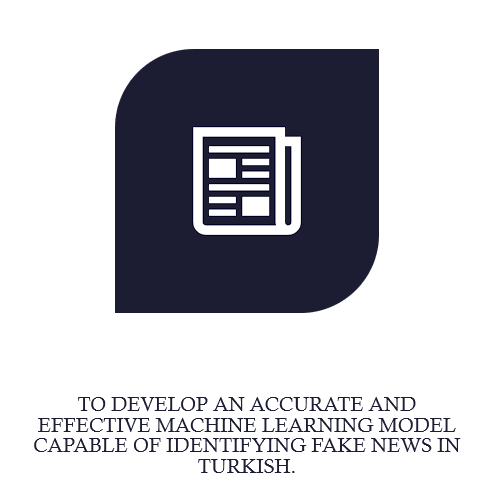 TO DEVELOP AN ACCURATE AND
EFFECTIVE MACHINE LEARNING MODEL
CAPABLE OF IDENTIFYING FAKE NEWS IN
TURKISH.